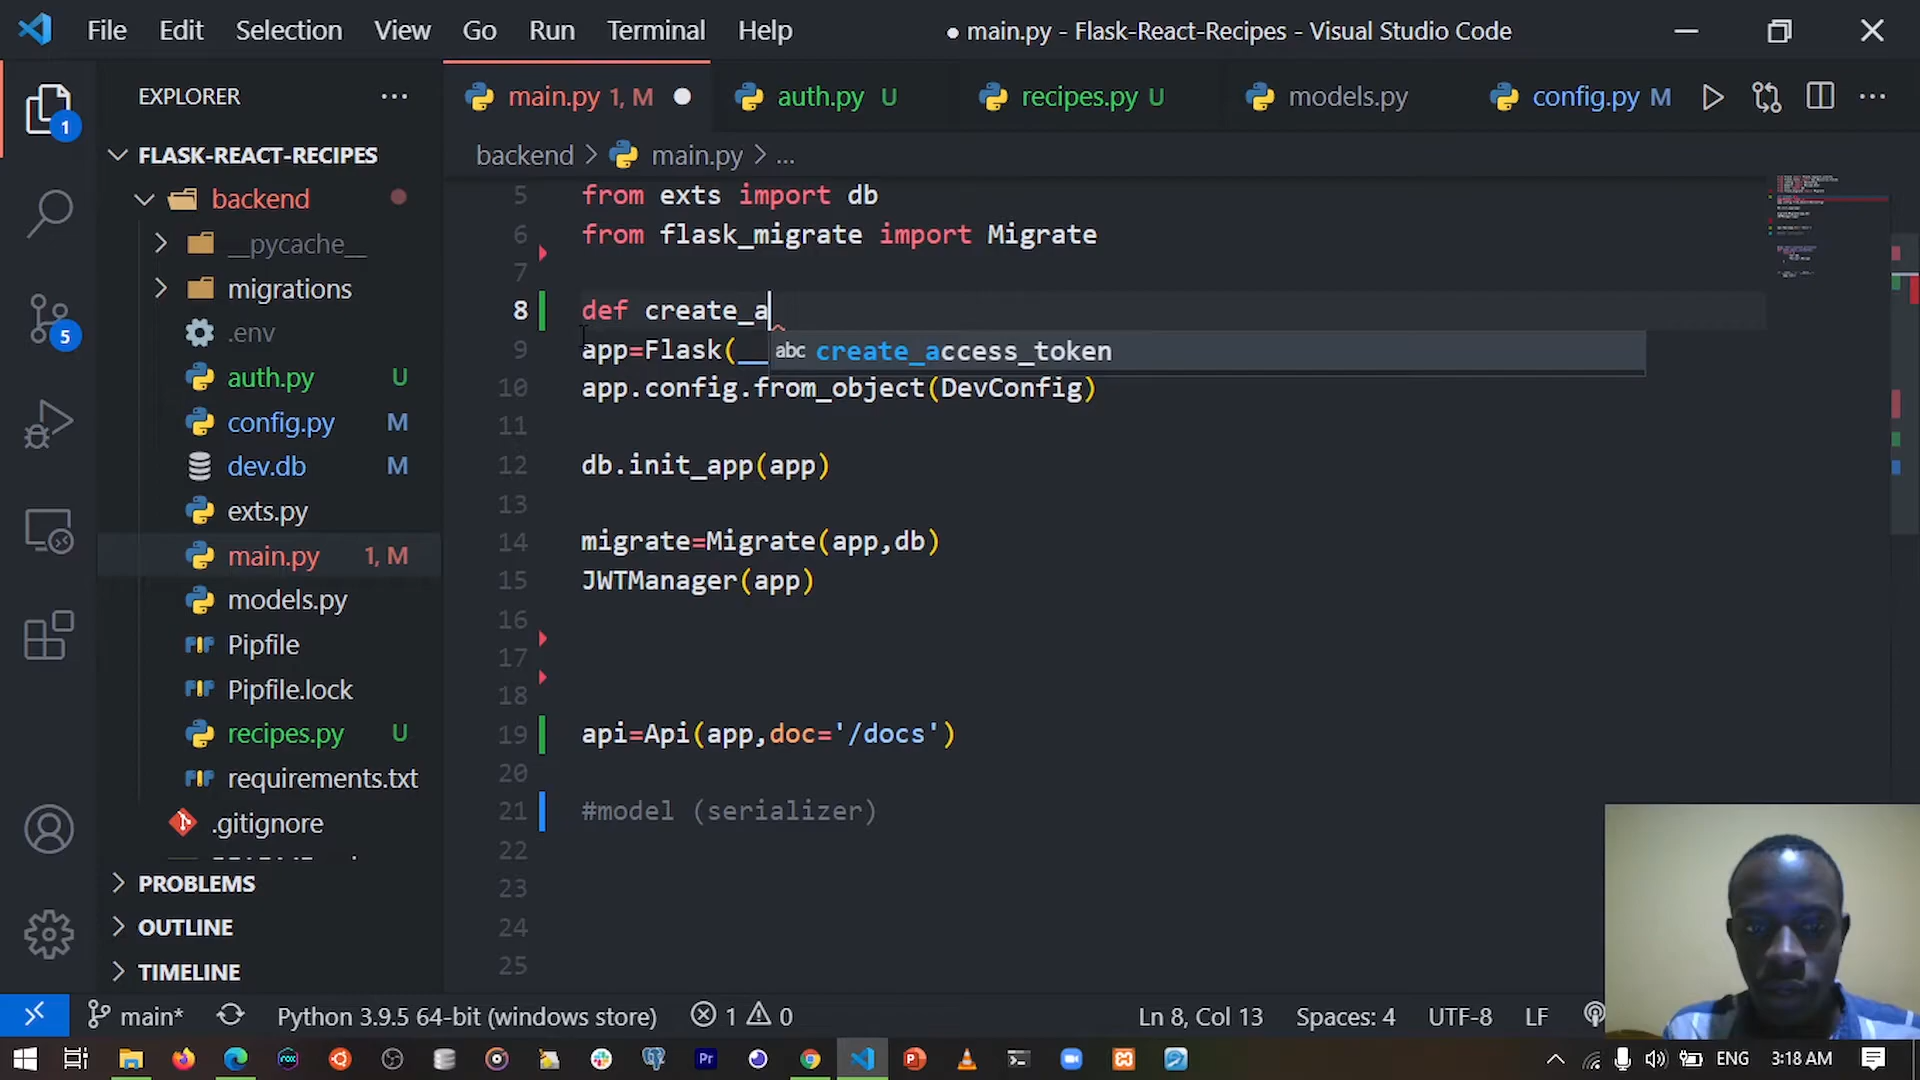 File Edit Selection View Go Run Terminal Help
● main.py - Flask-React-Recipes - Visual Studio Code
EXPLORER
main.py 1, M
auth.py U
recipes.py U
models.py
config.py M
FLASK-REACT-RECIPES
backend > main.py > ...
backend
__pycache__
migrations
.env
auth.py U
config.py M
dev.db M
exts.py
main.py 1, M
models.py
Pipfile
Pipfile.lock
recipes.py U
requirements.txt
.gitignore
PROBLEMS
OUTLINE
TIMELINE
1
5
5 from exts import db
6 from flask_migrate import Migrate
7
8 def create_a
abc create_access_token
9 app=Flask(__
10 app.config.from_object(DevConfig)
11
12 db.init_app(app)
13
14 migrate=Migrate(app,db)
15 JWTManager(app)
16
17
18
19 api=Api(app,doc='/docs')
20
21 #model (serializer)
22
23
24
25
main* Python 3.9.5 64-bit (windows store) 1 0 Ln 8, Col 13 Spaces: 4 UTF-8 LF
Pr
ENG 3:18 AM